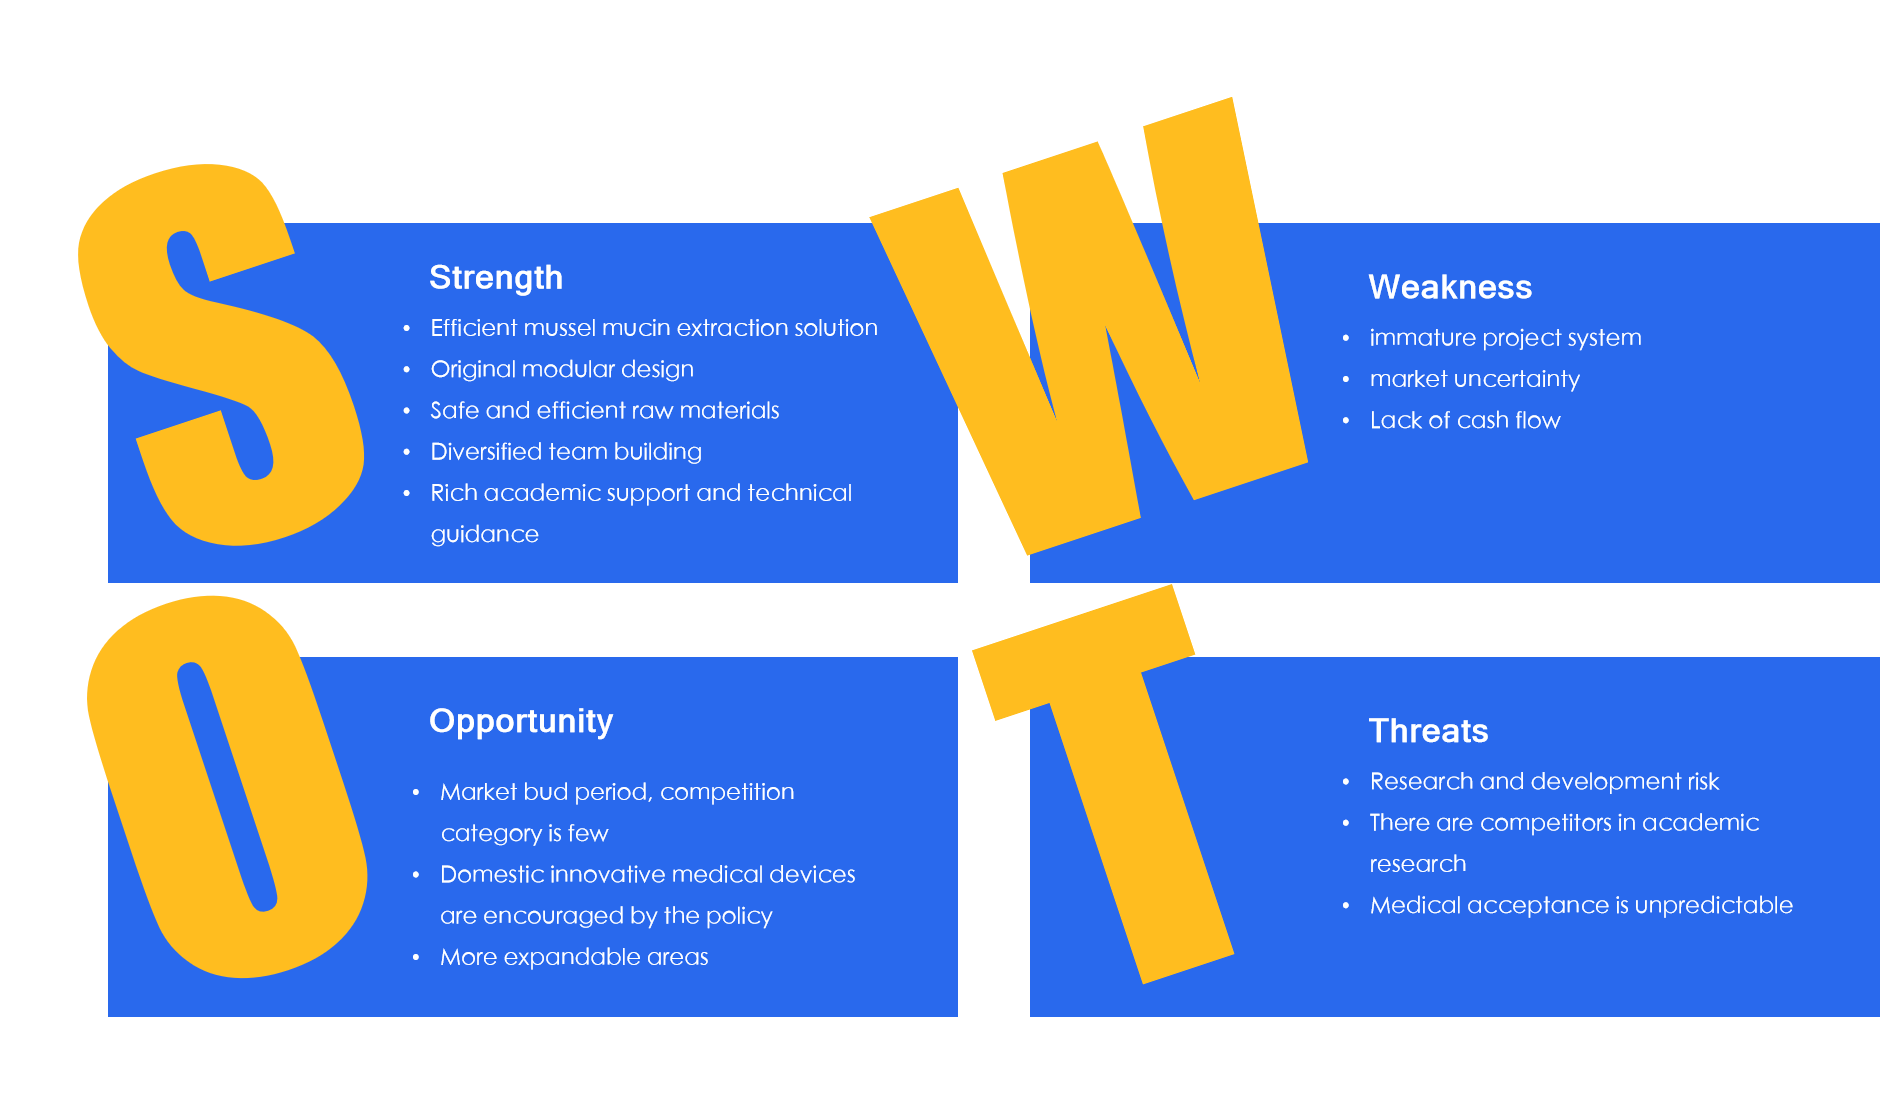 S
Strength
• Efficient mussel mucin extraction solution
• Original modular design
• Safe and efficient raw materials
• Diversified team building
• Rich academic support and technical
guidance
W
Weakness
• immature project system
• market uncertainty
• Lack of cash flow
O
Opportunity
• Market bud period, competition
category is few
• Domestic innovative medical devices
are encouraged by the policy
• More expandable areas
T
Threats
• Research and development risk
• There are competitors in academic
research
• Medical acceptance is unpredictable